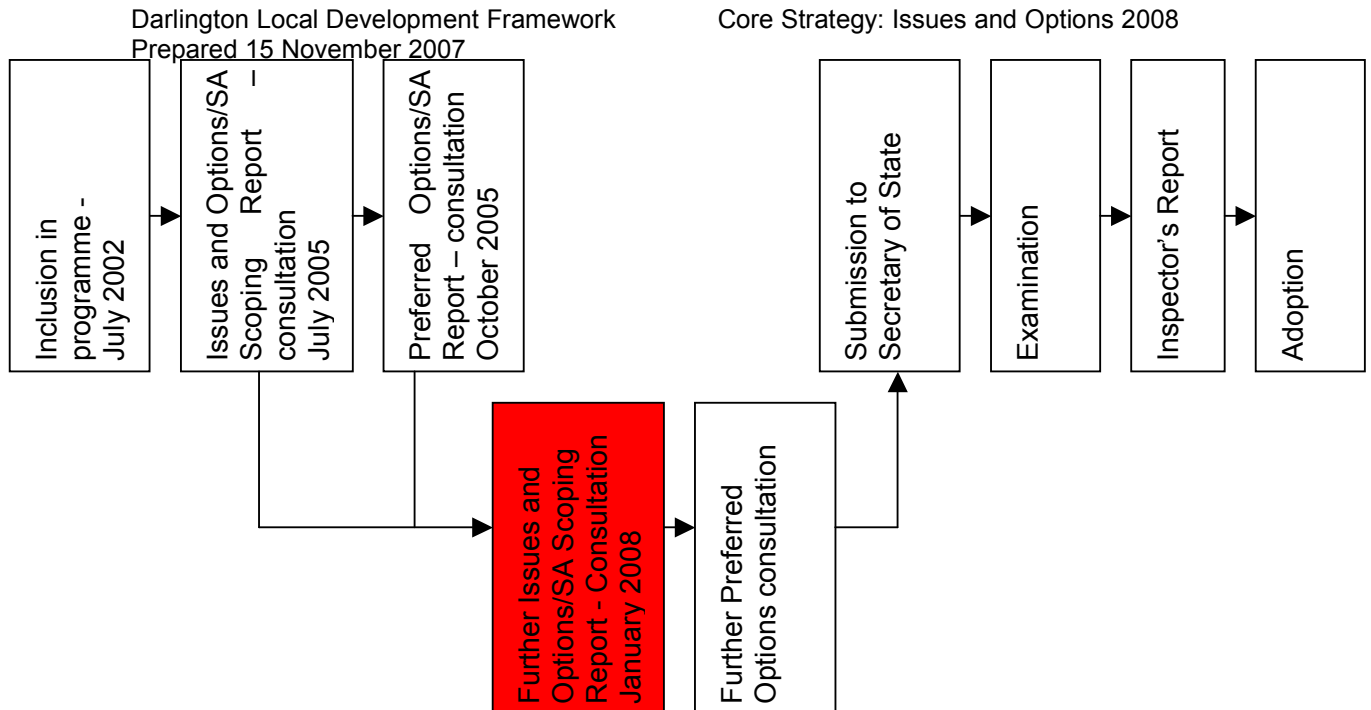 Darlington Local Development Framework
Core Strategy: Issues and Options 2008
Prepared 15 November 2007
Inclusion in
programme -
July 2002
Issues and Options/SA
Scoping Report –
consultation
July 2005
Preferred Options/SA
Report – consultation
October 2005
Further Issues and
Options/SA Scoping
Report - Consultation
January 2008
Further Preferred
Options consultation
Submission to
Secretary of State
Examination
Inspector’s Report
Adoption